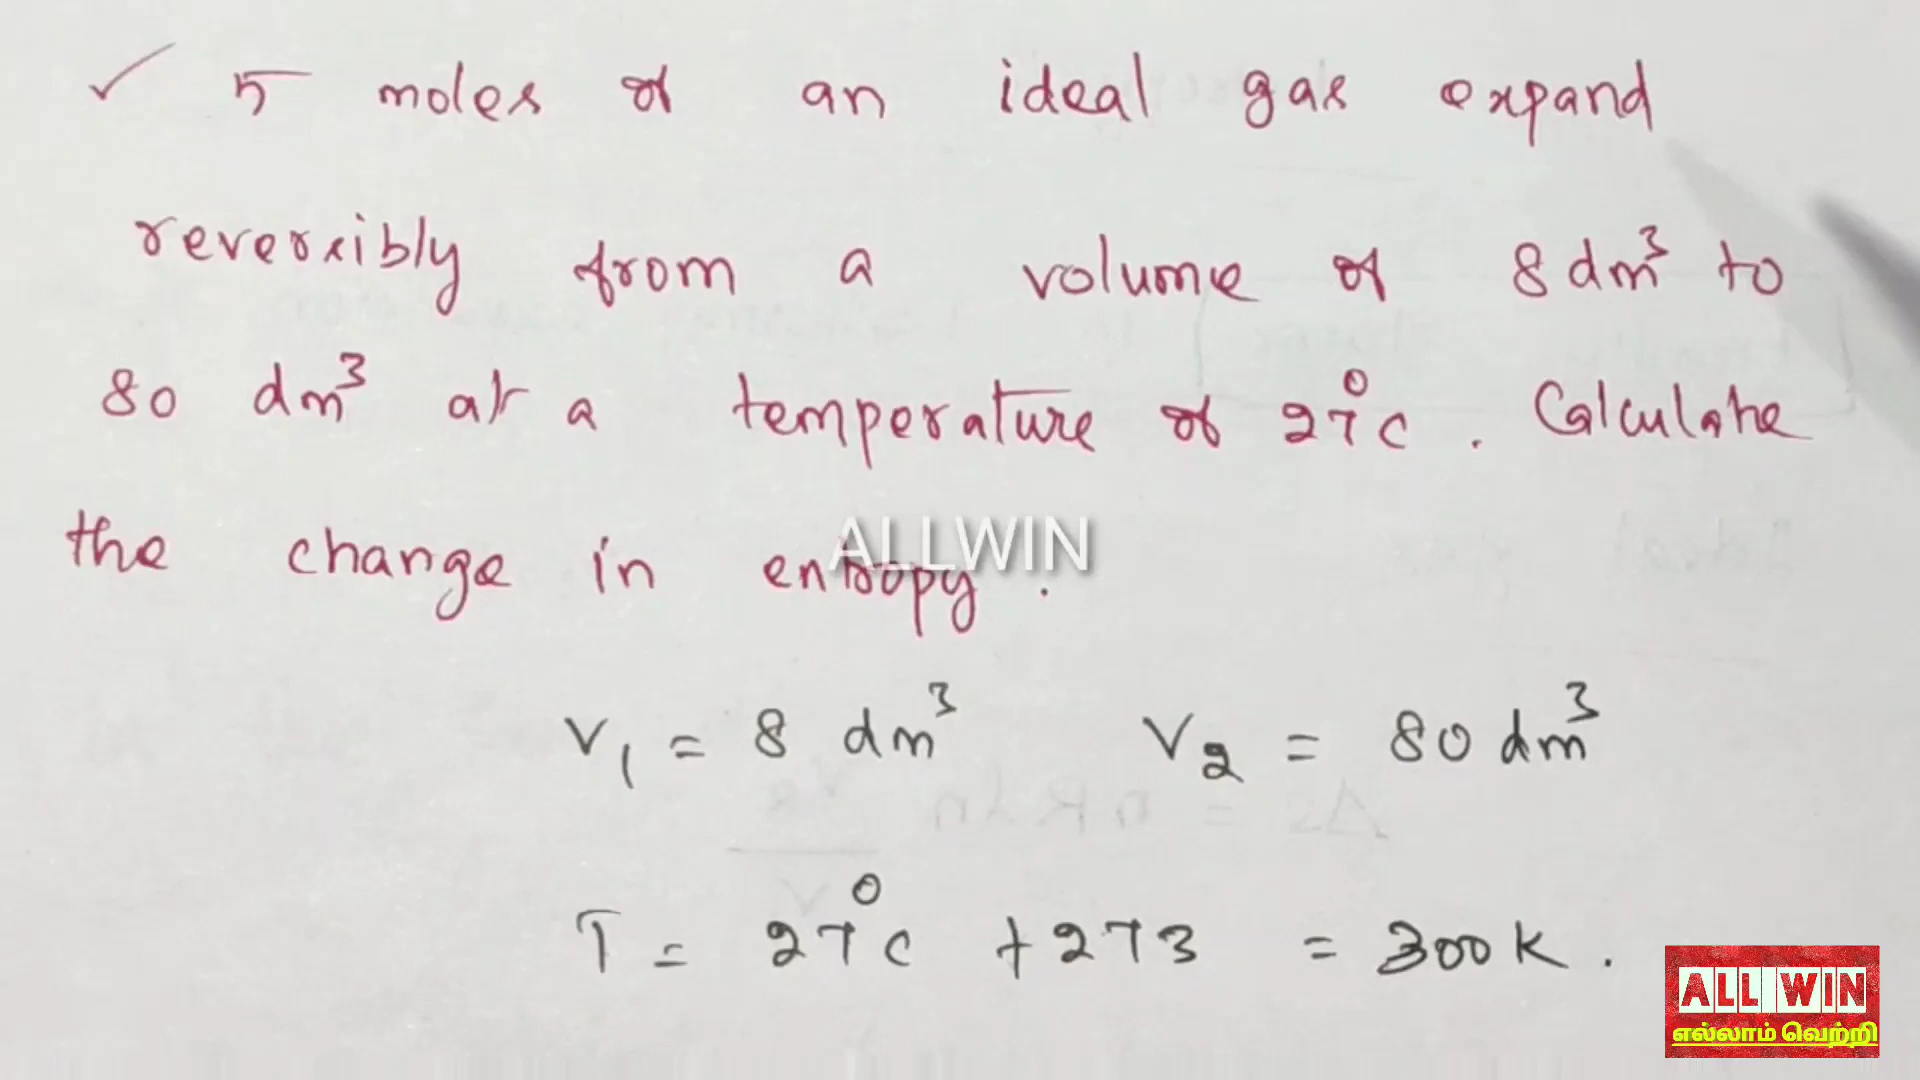 ✓ 5 moles of an ideal gas expand
reversibly from a volume of 8 dm³ to
80 dm³ at a temperature of 27°C. Calculate
the change in entropy.
ALLWIN
V₁ = 8 dm³ V₂ = 80 dm³
T = 27°C + 273 = 300K.
ALL WIN
எல்லாம் வெற்றி